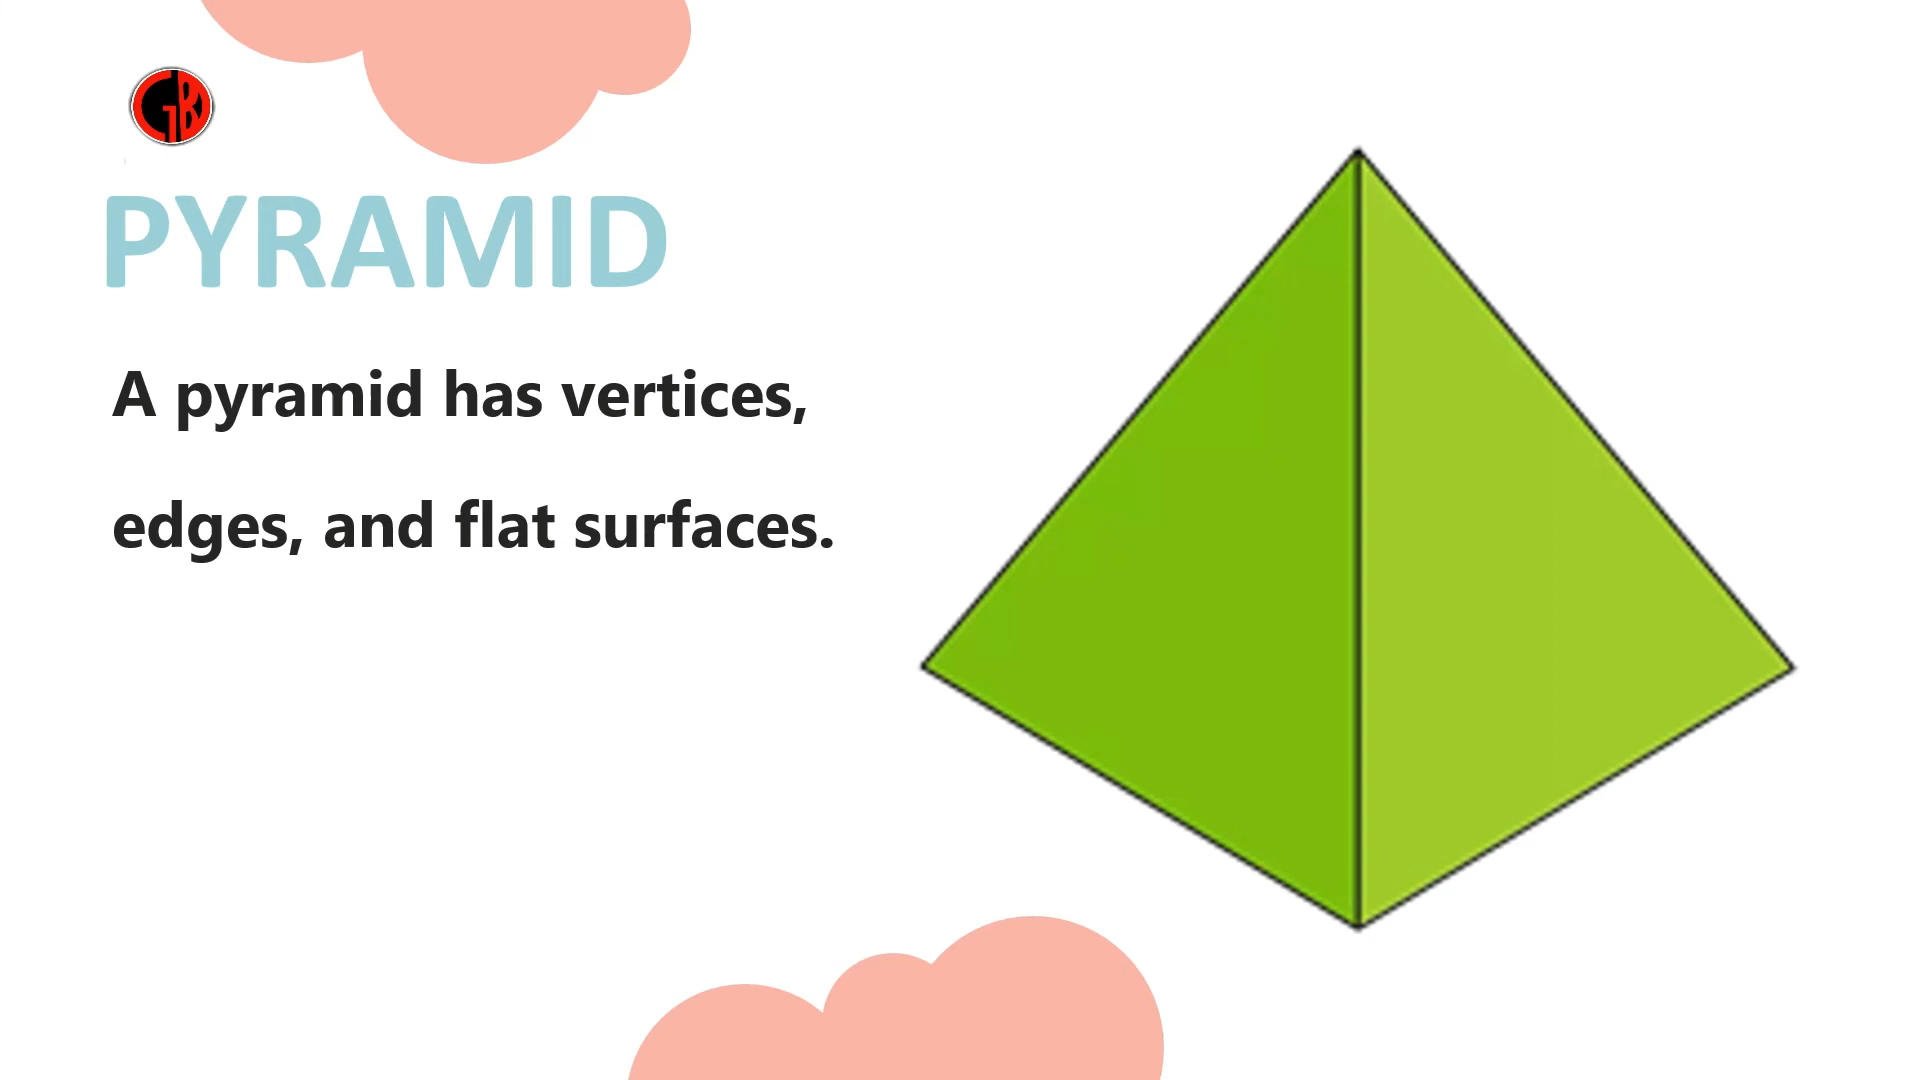 PYRAMID
A pyramid has vertices,
edges, and flat surfaces.